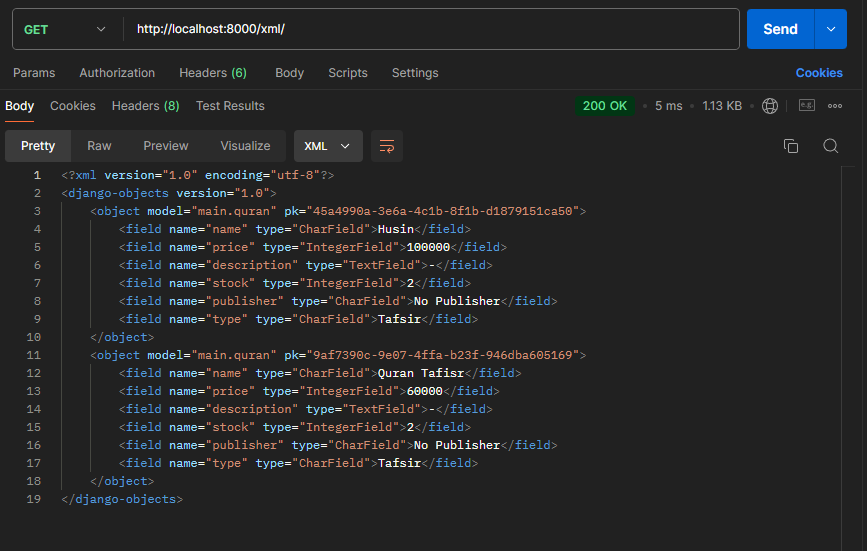 GET http://localhost:8000/xml/ Send
Params Authorization Headers (6) Body Scripts Settings Cookies
Body Cookies Headers (8) Test Results 200 OK • 5 ms • 1.13 KB e.g.
Pretty Raw Preview Visualize XML
1 <?xml version="1.0" encoding="utf-8"?>
2 <django-objects version="1.0">
3 <object model="main.quran" pk="45a4990a-3e6a-4c1b-8f1b-d1879151ca50">
4 <field name="name" type="CharField">Husin</field>
5 <field name="price" type="IntegerField">100000</field>
6 <field name="description" type="TextField">-</field>
7 <field name="stock" type="IntegerField">2</field>
8 <field name="publisher" type="CharField">No Publisher</field>
9 <field name="type" type="CharField">Tafsir</field>
10 </object>
11 <object model="main.quran" pk="9af7390c-9e07-4ffa-b23f-946dba605169">
12 <field name="name" type="CharField">Quran Tafisr</field>
13 <field name="price" type="IntegerField">60000</field>
14 <field name="description" type="TextField">-</field>
15 <field name="stock" type="IntegerField">2</field>
16 <field name="publisher" type="CharField">No Publisher</field>
17 <field name="type" type="CharField">Tafsir</field>
18 </object>
19 </django-objects>